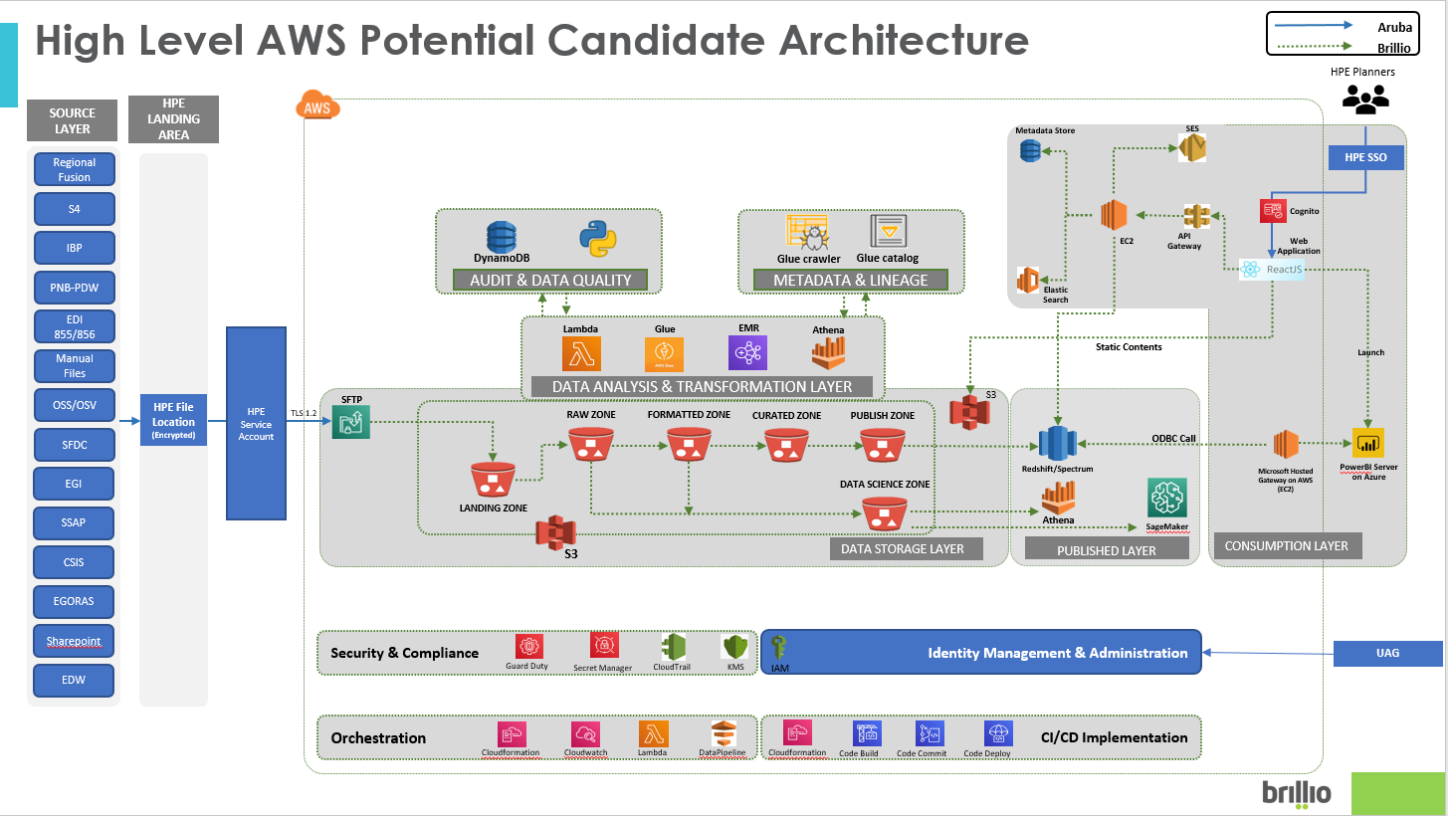 High Level AWS Potential Candidate Architecture
Aruba
Brillio
HPE Planners
SOURCE
LAYER
HPE
LANDING
AREA
AWS
Regional
Fusion
S4
IBP
PNB-PDW
EDI
855/856
Manual
Files
OSS/OSV
SFDC
EGI
SSAP
CSIS
EGORAS
Sharepoint
EDW
HPE File
Location
(Encrypted)
HPE
Service
Account
TLS 1.2
SFTP
DynamoDB
AUDIT & DATA QUALITY
Glue crawler
Glue catalog
METADATA & LINEAGE
Lambda
Glue
EMR
Athena
DATA ANALYSIS & TRANSFORMATION LAYER
RAW ZONE
FORMATTED ZONE
CURATED ZONE
PUBLISH ZONE
LANDING ZONE
DATA SCIENCE ZONE
S3
DATA STORAGE LAYER
Metadata Store
SES
HPE SSO
EC2
API
Gateway
Cognito
Web
Application
ReactJS
Elastic
Search
Static Contents
Launch
S3
Redshift/Spectrum
ODBC Call
Microsoft Hosted
Gateway on AWS
(EC2)
PowerBI Server
on Azure
Athena
SageMaker
PUBLISHED LAYER
CONSUMPTION LAYER
Security & Compliance
Guard Duty
Secret Manager
CloudTrail
KMS
IAM
Identity Management & Administration
UAG
Orchestration
Cloudformation
Cloudwatch
Lambda
DataPipeline
Cloudformation
Code Build
Code Commit
Code Deploy
CI/CD Implementation
brillio